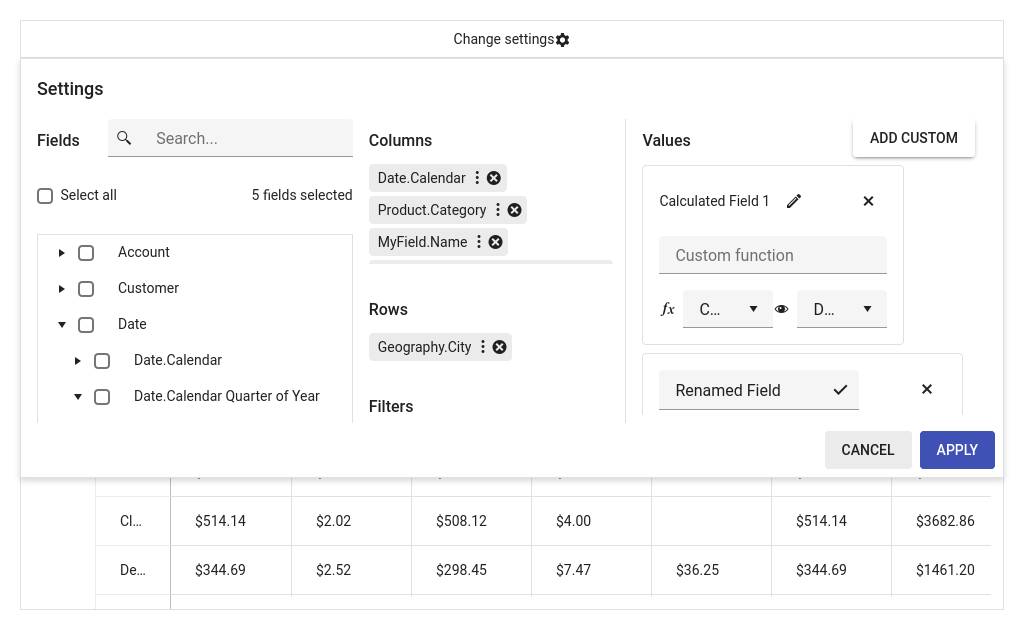 Change settings
Settings
Fields
Search...
Select all
5 fields selected
Account
Customer
Date
Date.Calendar
Date.Calendar Quarter of Year
Columns
Date.Calendar
Product.Category
MyField.Name
Rows
Geography.City
Filters
Values
ADD CUSTOM
Calculated Field 1
Custom function
fx C... D...
Renamed Field
CANCEL APPLY
Cl... $514.14 $2.02 $508.12 $4.00 $514.14 $3682.86
De... $344.69 $2.52 $298.45 $7.47 $36.25 $344.69 $1461.20